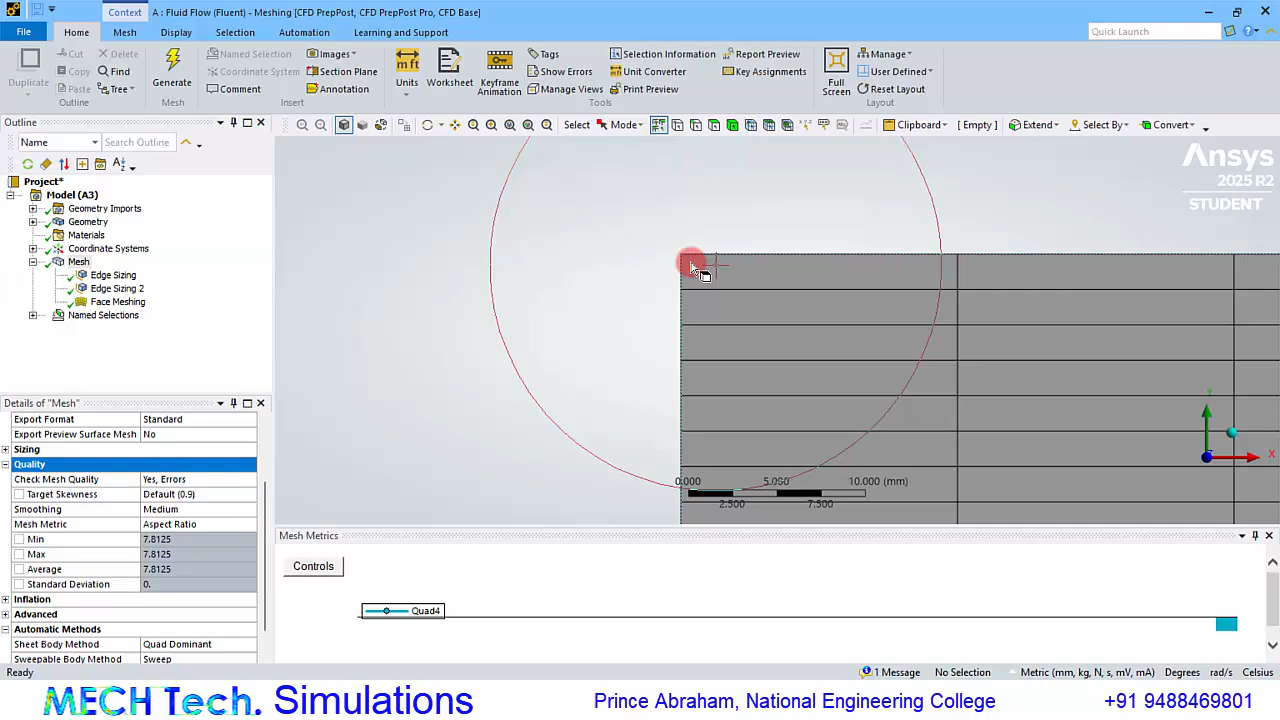 Context
A : Fluid Flow (Fluent) - Meshing [CFD PrepPost, CFD PrepPost Pro, CFD Base]
File Home Mesh Display Selection Automation Learning and Support Quick Launch
Duplicate
Cut
Copy
Paste
Delete
Find
Tree
Outline
Generate
Mesh
Named Selection
Coordinate System
Comment
Images
Section Plane
Annotation
Insert
Units
Worksheet
Keyframe
Animation
Tags
Show Errors
Manage Views
Selection Information
Unit Converter
Print Preview
Report Preview
Key Assignments
Tools
Full
Screen
Manage
User Defined
Reset Layout
Layout
Outline
Select Mode Clipboard [ Empty ] Extend Select By Convert
Name Search Outline
Project*
Model (A3)
Geometry Imports
Geometry
Materials
Coordinate Systems
Mesh
Edge Sizing
Edge Sizing 2
Face Meshing
Named Selections
Ansys
2025 R2
STUDENT
Y
X
0.000 5.000 10.000 (mm)
2.500 7.500
Details of "Mesh"
Export Format Standard
Export Preview Surface Mesh No
Sizing
Quality
Check Mesh Quality Yes, Errors
Target Skewness Default (0.9)
Smoothing Medium
Mesh Metric Aspect Ratio
Min 7.8125
Max 7.8125
Average 7.8125
Standard Deviation 0.
Inflation
Advanced
Automatic Methods
Sheet Body Method Quad Dominant
Sweepable Body Method Sweep
Mesh Metrics
Controls
Quad4
Ready 1 Message No Selection Metric (mm, kg, N, s, mV, mA) Degrees rad/s Celsius
MECH Tech. Simulations Prince Abraham, National Engineering College +91 9488469801